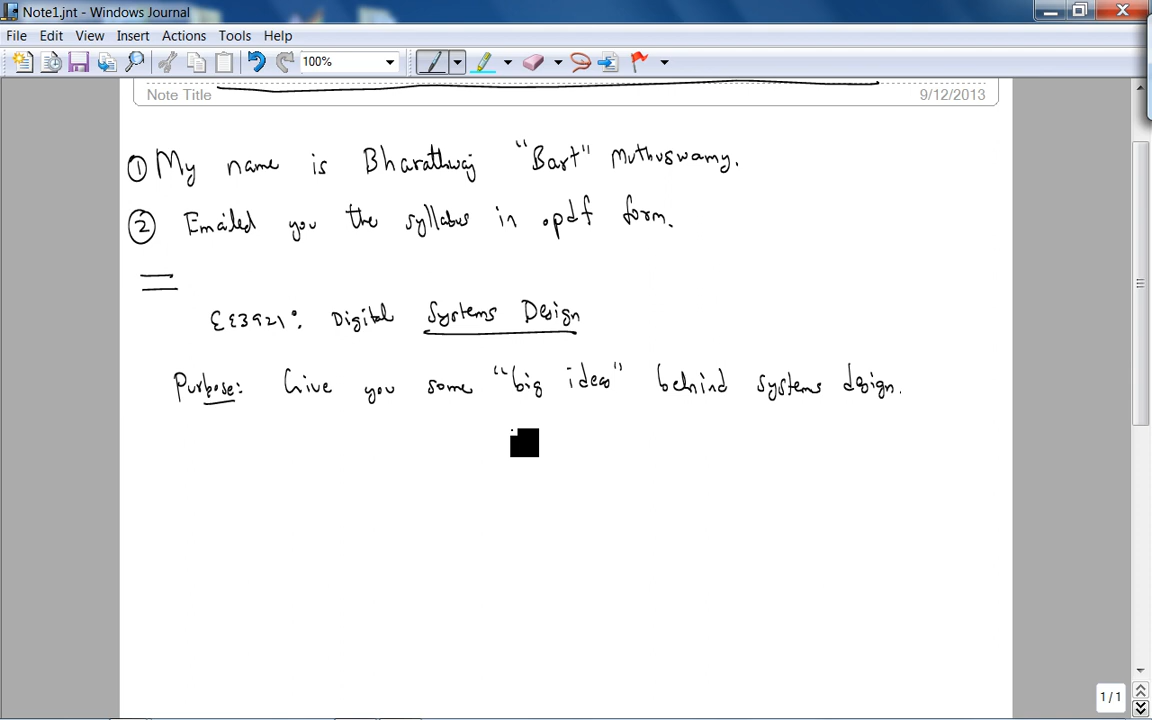 Note1.jnt - Windows Journal
File Edit View Insert Actions Tools Help
100%
Note Title 9/12/2013
① My name is Bharathwaj "Bart" Muthuswamy.
② Emailed you the syllabus in .pdf form.
EE3921: Digital Systems Design
Purpose: Give you some "big ideas" behind systems design.
1 / 1